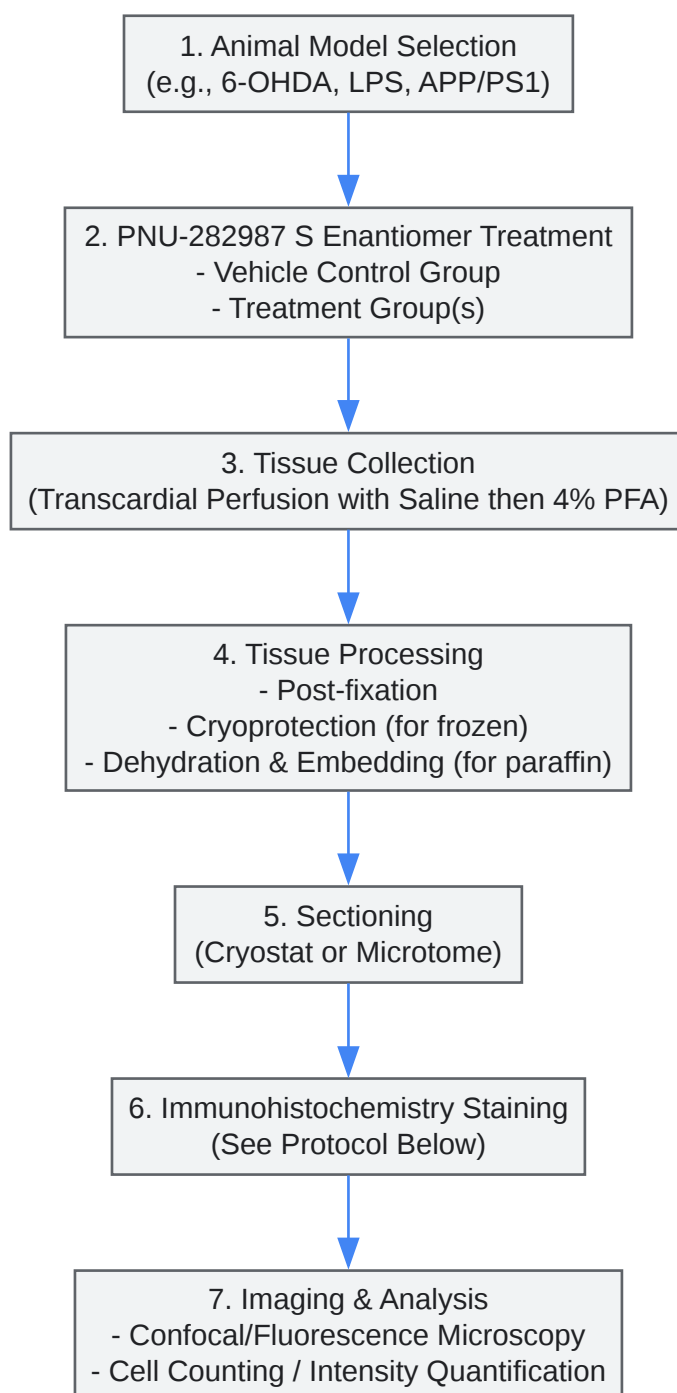 1. Animal Model Selection
(e.g., 6-OHDA, LPS, APP/PS1)
2. PNU-282987 S Enantiomer Treatment
- Vehicle Control Group
- Treatment Group(s)
3. Tissue Collection
(Transcardial Perfusion with Saline then 4% PFA)
4. Tissue Processing
- Post-fixation
- Cryoprotection (for frozen)
- Dehydration & Embedding (for paraffin)
5. Sectioning
(Cryostat or Microtome)
6. Immunohistochemistry Staining
(See Protocol Below)
7. Imaging & Analysis
- Confocal/Fluorescence Microscopy
- Cell Counting / Intensity Quantification